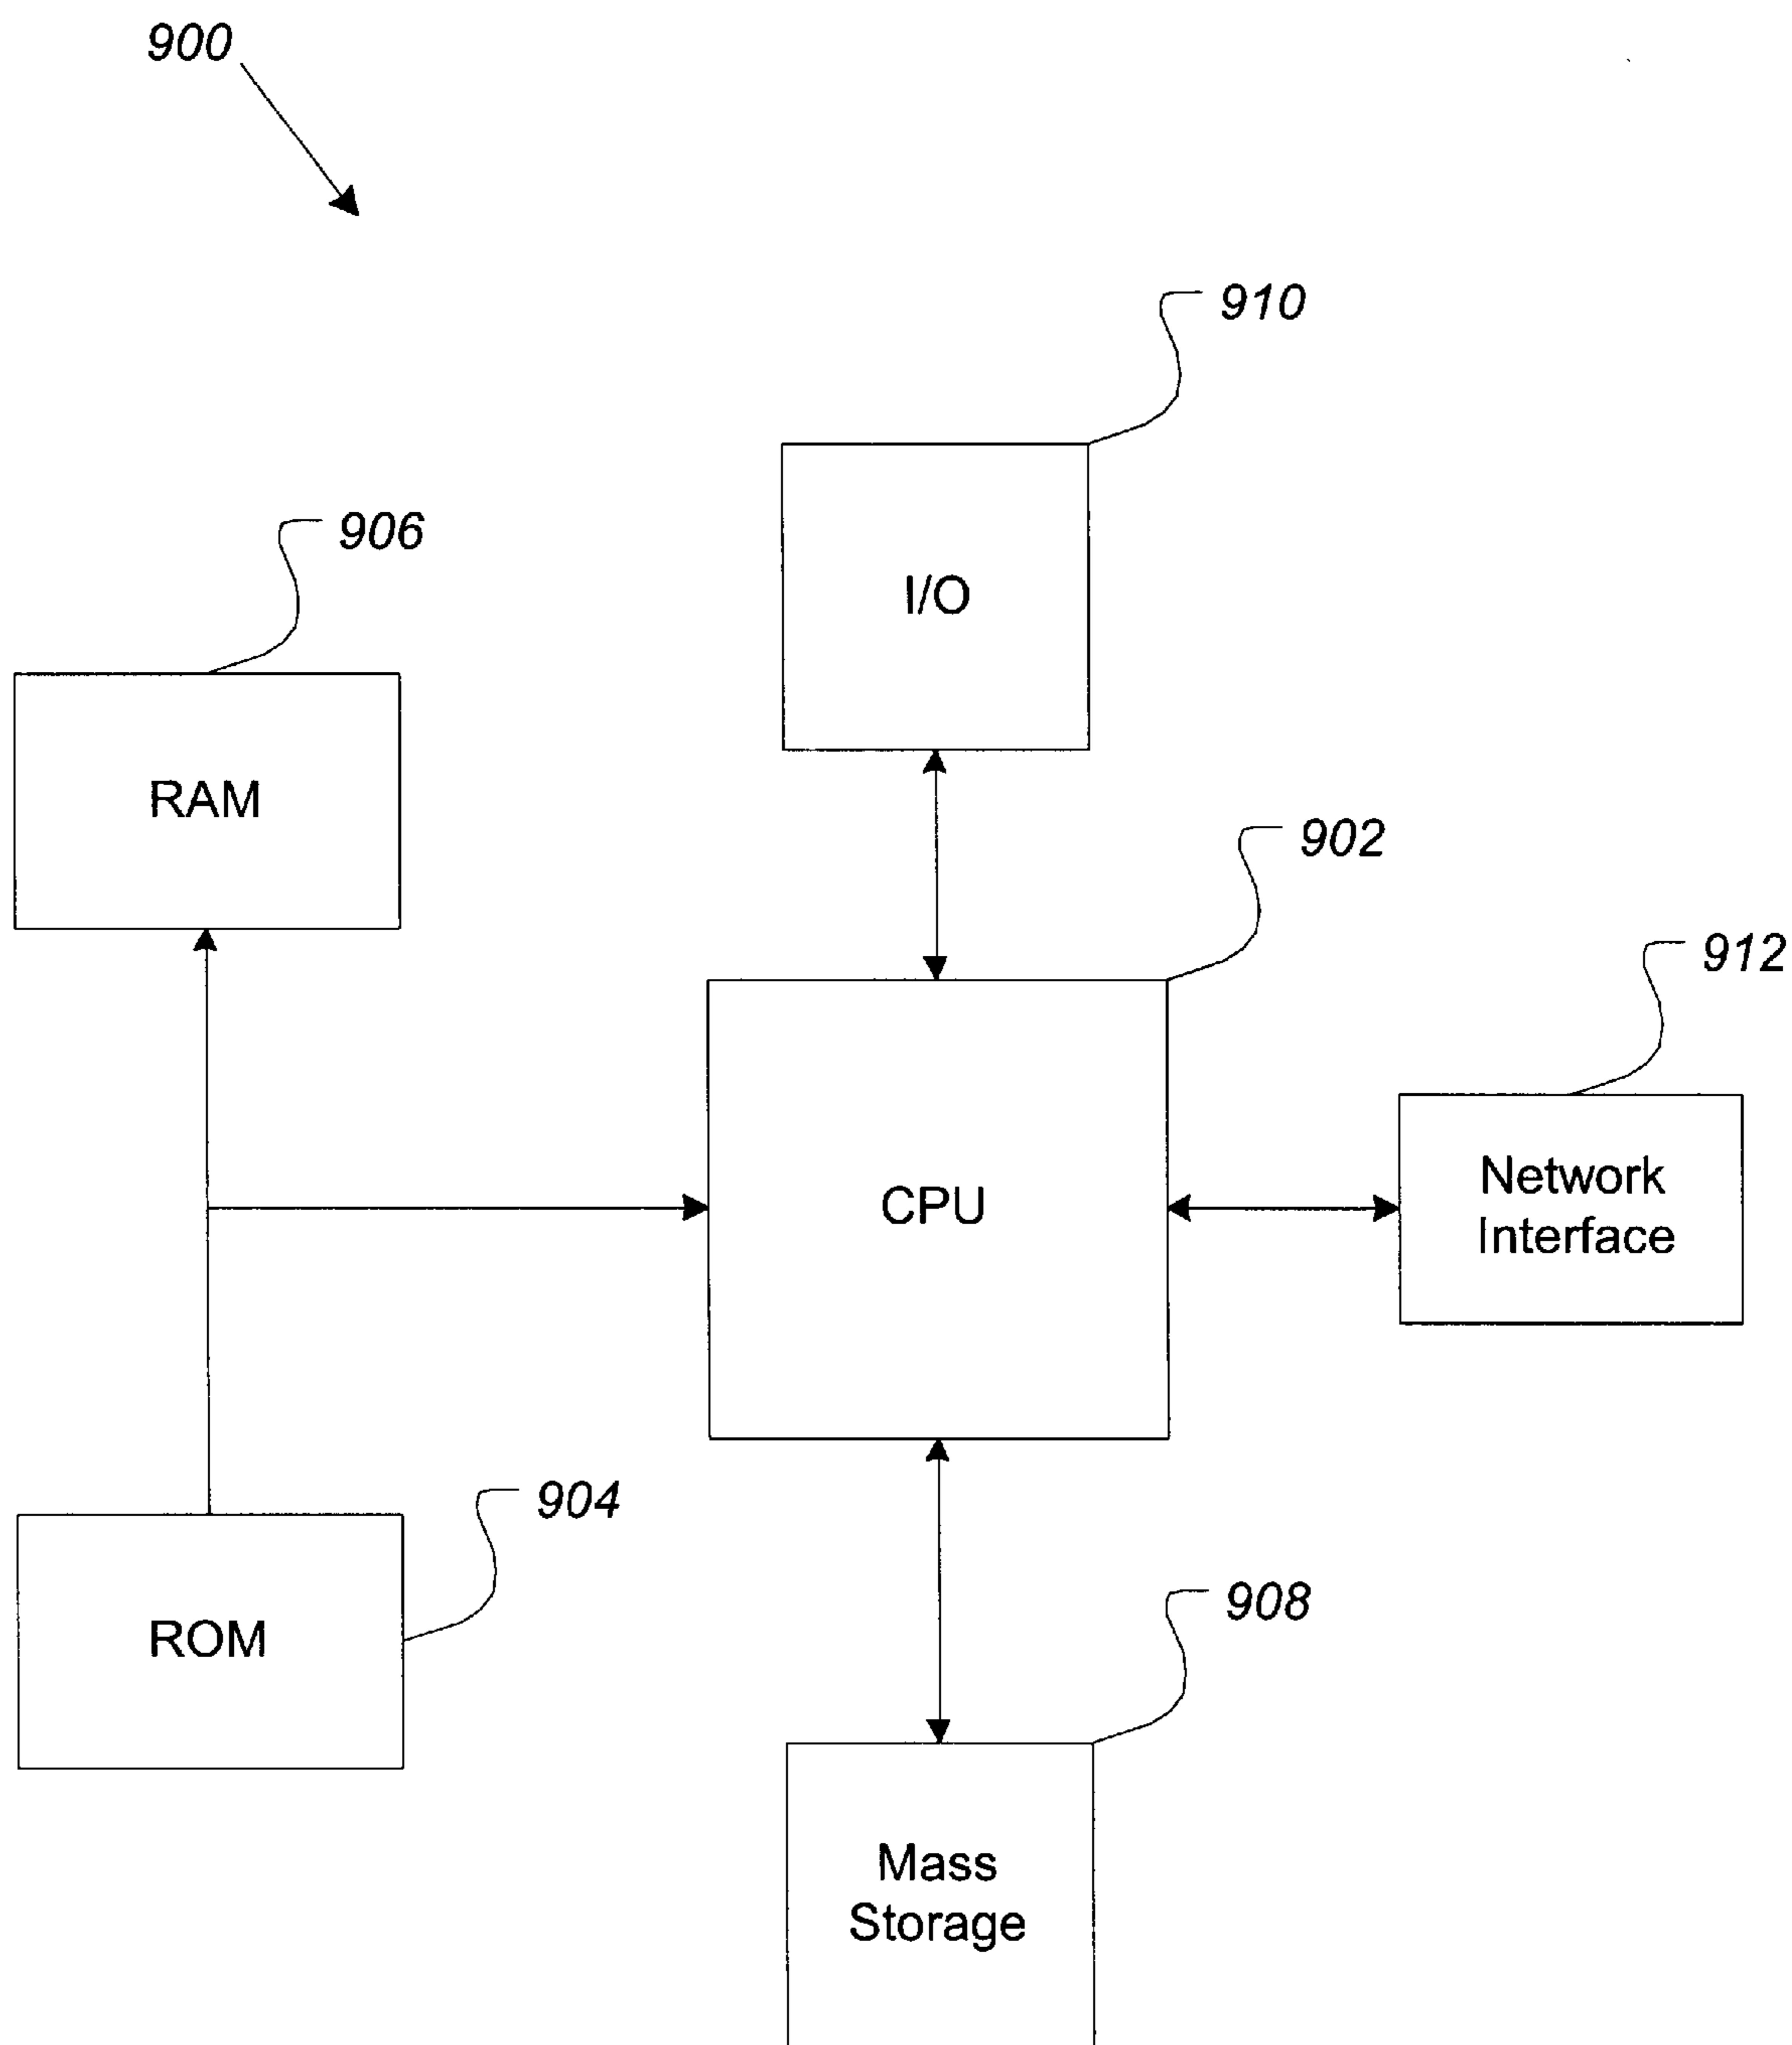 900
910
I/O
906
RAM
902
912
CPU
Network
Interface
904
ROM
908
Mass
Storage